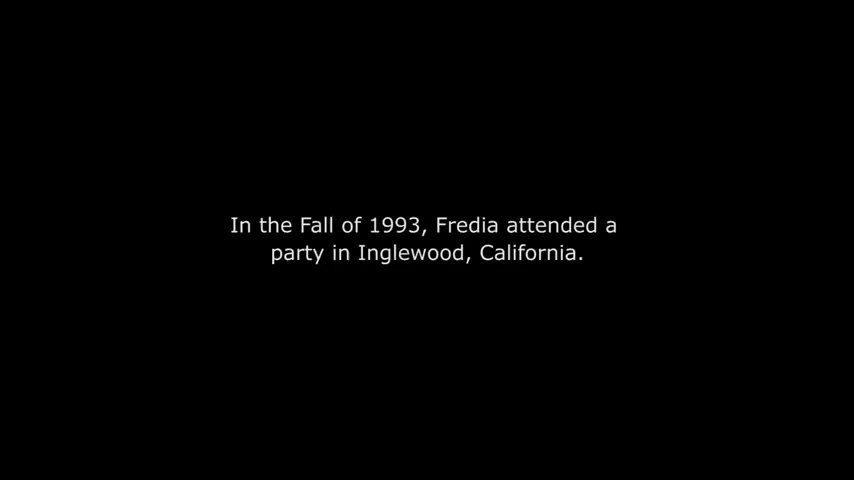 In the Fall of 1993, Fredia attended a
party in Inglewood, California.